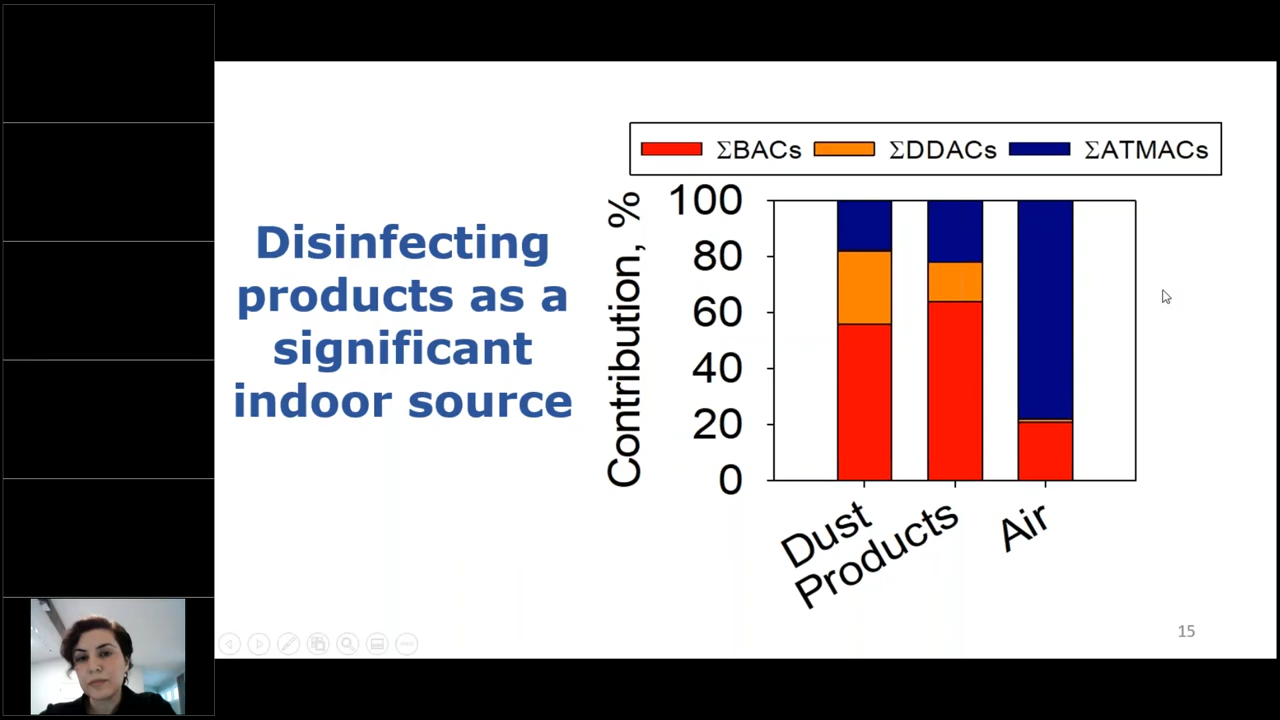 Disinfecting
products as a
significant
indoor source
ΣBACs ΣDDACs ΣATMACs
Contribution, %
100
80
60
40
20
0
Dust
Products
Air
15